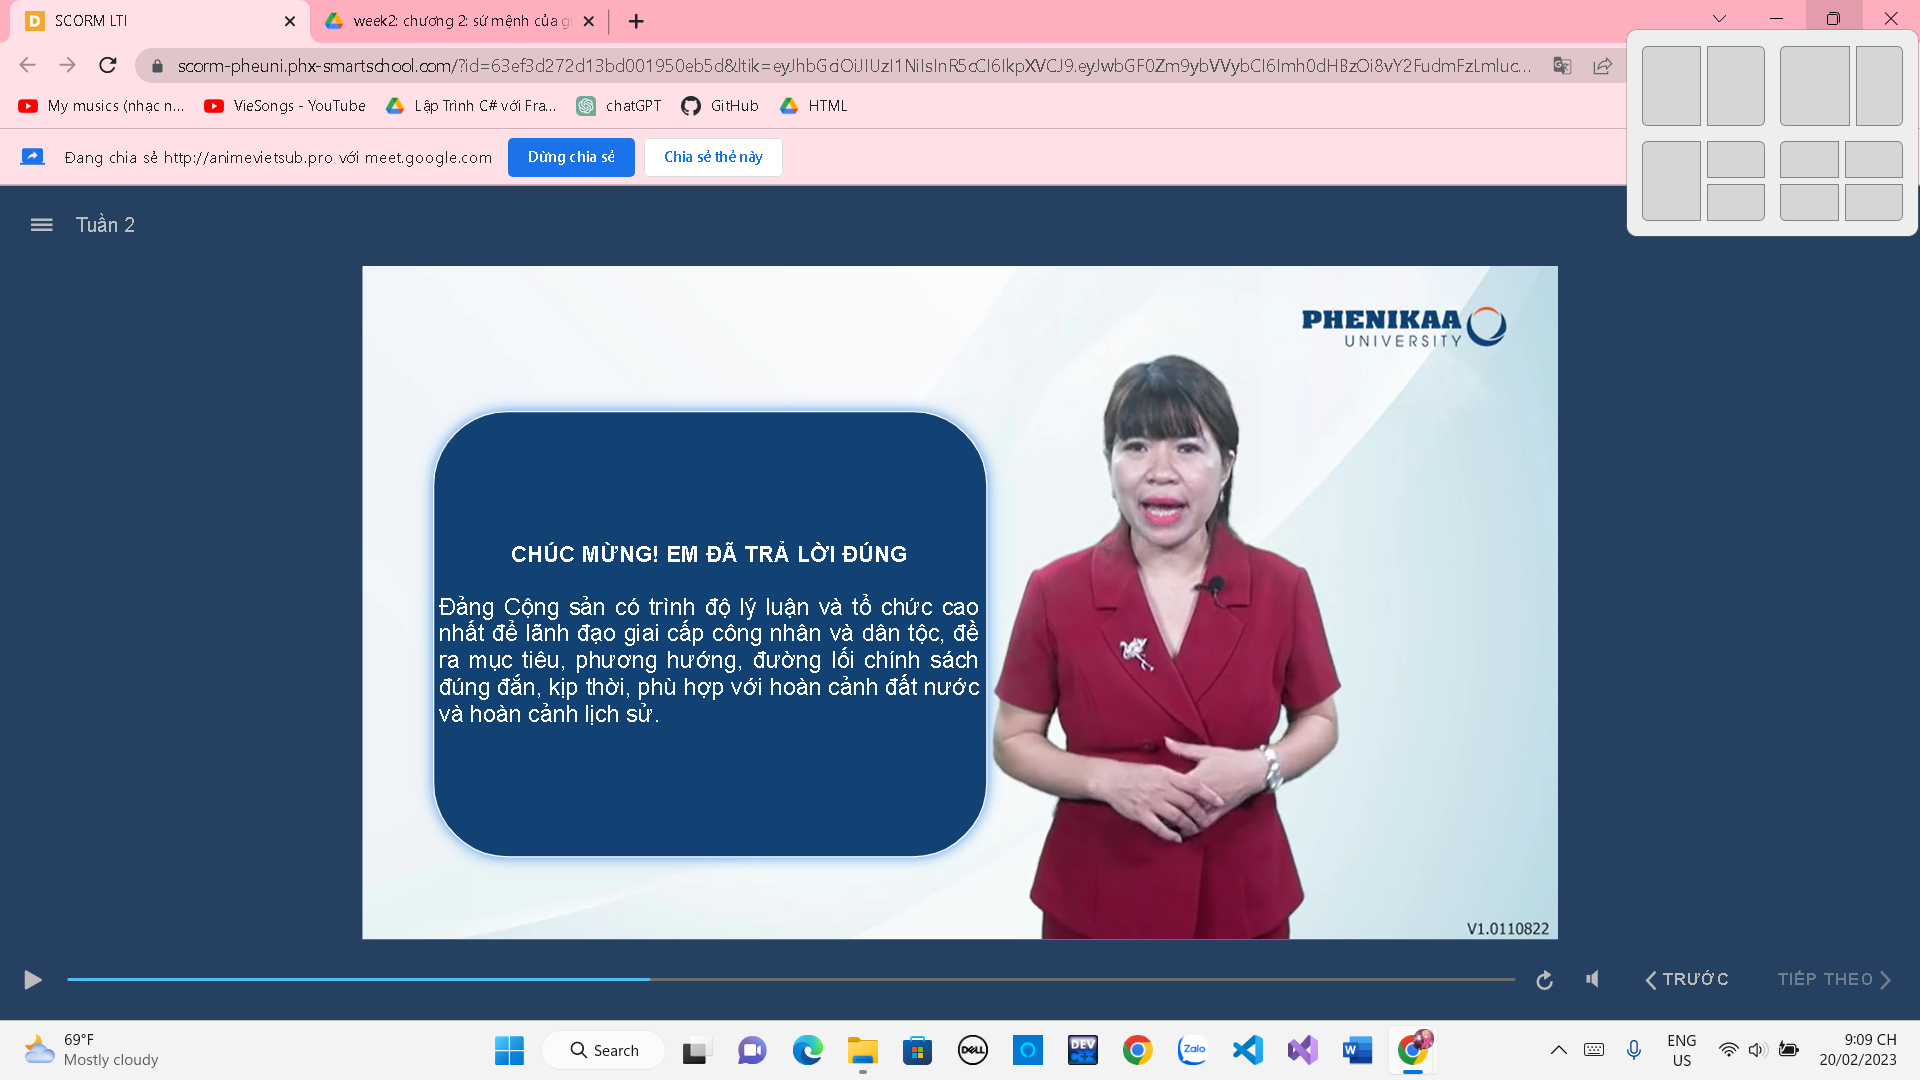 SCORM LTI
week2: chương 2: sứ mệnh của g
scorm-pheuni.phx-smartschool.com/?id=63ef3d272d13bd001950eb5d&ltik=
My musics (nhạc n...
VieSongs - YouTube
Lập Trình C# với Fra...
chatGPT
GitHub
HTML
Đang chia sẻ http://animevietsub.pro với meet.google.com
Dừng chia sẻ
Chia sẻ thẻ này
Tuần 2
PHENIKAA
UNIVERSITY
CHÚC MỪNG! EM ĐÃ TRẢ LỜI ĐÚNG
Đảng Cộng sản có trình độ lý luận và tổ chức cao
nhất để lãnh đạo giai cấp công nhân và dân tộc, đề
ra mục tiêu, phương hướng, đường lối chính sách
đúng đắn, kịp thời, phù hợp với hoàn cảnh đất nước
và hoàn cảnh lịch sử.
V1.0110822
TRƯỚC
TIẾP THEO
69°F
Mostly cloudy
Search
DELL
DEV
C++
Zalo
W
ENG
US
9:09 CH
20/02/2023